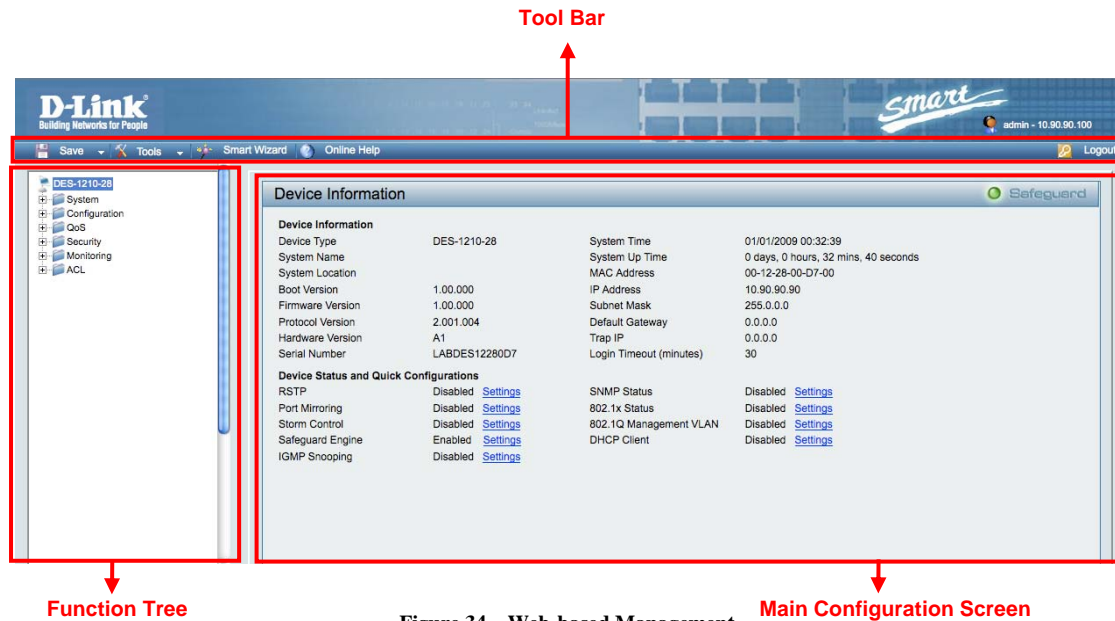 Tool Bar
D-Link®
Building Networks for People
smart
admin - 10.90.90.100
Save Tools Smart Wizard Online Help Logout
DES-1210-28
System
Configuration
QoS
Security
Monitoring
ACL
Device Information Safeguard
Device Information
Device Type DES-1210-28 System Time 01/01/2009 00:32:39
System Name System Up Time 0 days, 0 hours, 32 mins, 40 seconds
System Location MAC Address 00-12-28-00-D7-00
Boot Version 1.00.000 IP Address 10.90.90.90
Firmware Version 1.00.000 Subnet Mask 255.0.0.0
Protocol Version 2.001.004 Default Gateway 0.0.0.0
Hardware Version A1 Trap IP 0.0.0.0
Serial Number LABDES12280D7 Login Timeout (minutes) 30
Device Status and Quick Configurations
RSTP Disabled Settings SNMP Status Disabled Settings
Port Mirroring Disabled Settings 802.1x Status Disabled Settings
Storm Control Disabled Settings 802.1Q Management VLAN Disabled Settings
Safeguard Engine Enabled Settings DHCP Client Disabled Settings
IGMP Snooping Disabled Settings
Function Tree Main Configuration Screen
Figure 34 – Web-based Management